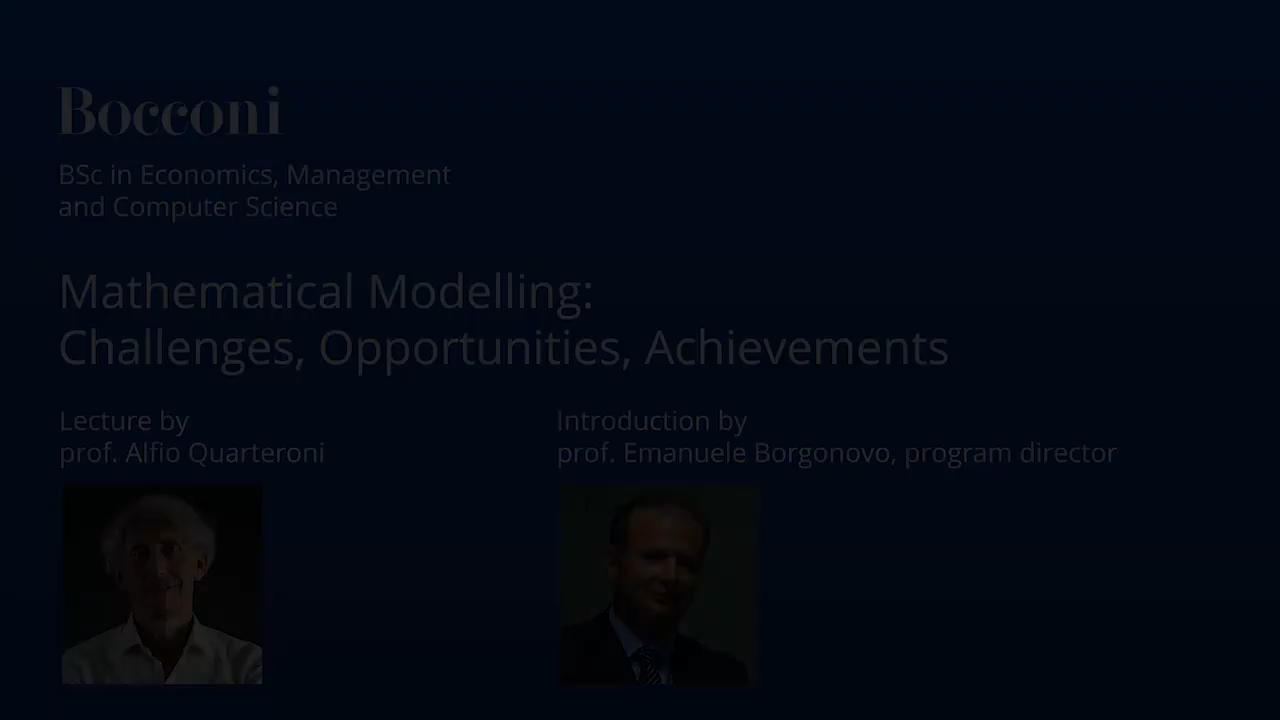 Bocconi
BSc in Economics, Management
and Computer Science
Mathematical Modelling:
Challenges, Opportunities, Achievements
Lecture by
prof. Alfio Quarteroni
Introduction by
prof. Emanuele Borgonovo, program director